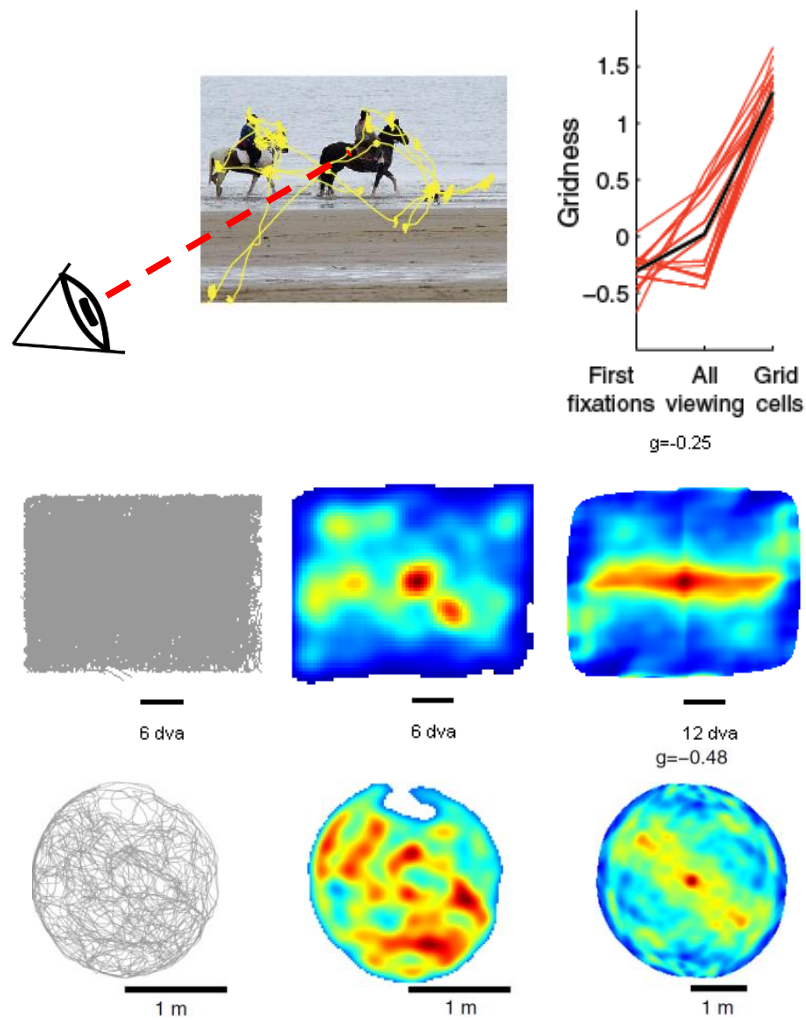 1.5
1
0.5
0
−0.5
Gridness
First fixations
All viewing
Grid cells
g=-0.25
6 dva
6 dva
12 dva
g=−0.48
1 m
1 m
1 m